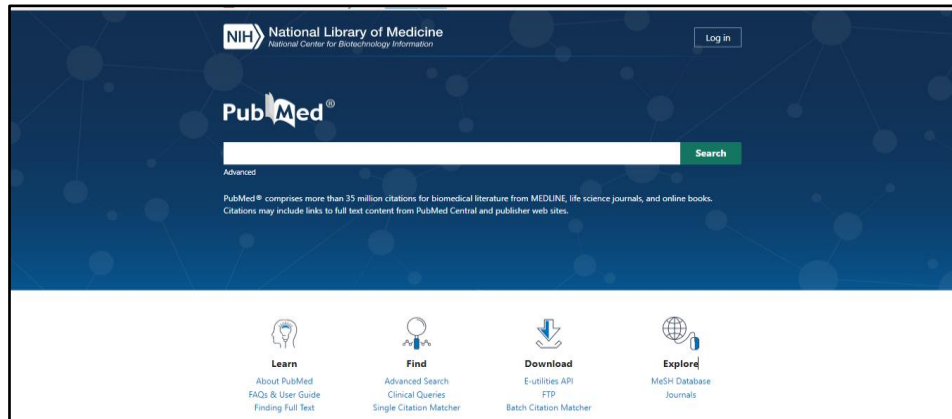 NIH National Library of Medicine
National Center for Biotechnology Information
Log in
PubMed®
Search
Advanced
PubMed® comprises more than 35 million citations for biomedical literature from MEDLINE, life science journals, and online books.
Citations may include links to full text content from PubMed Central and publisher web sites.
Learn
About PubMed
FAQs & User Guide
Finding Full Text
Find
Advanced Search
Clinical Queries
Single Citation Matcher
Download
E-utilities API
FTP
Batch Citation Matcher
Explore
MeSH Database
Journals